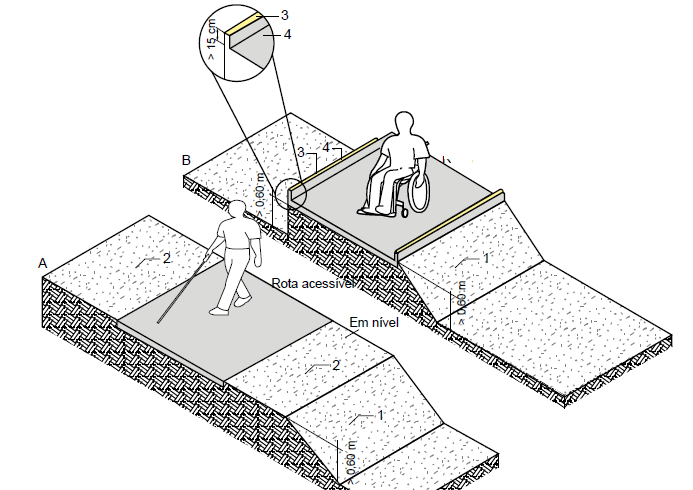 3
4
> 15 cm
B
3
4
> 0,60 m
1
> 0,60 m
A
2
Rota acessível
Em nível
2
1
> 0,60 m